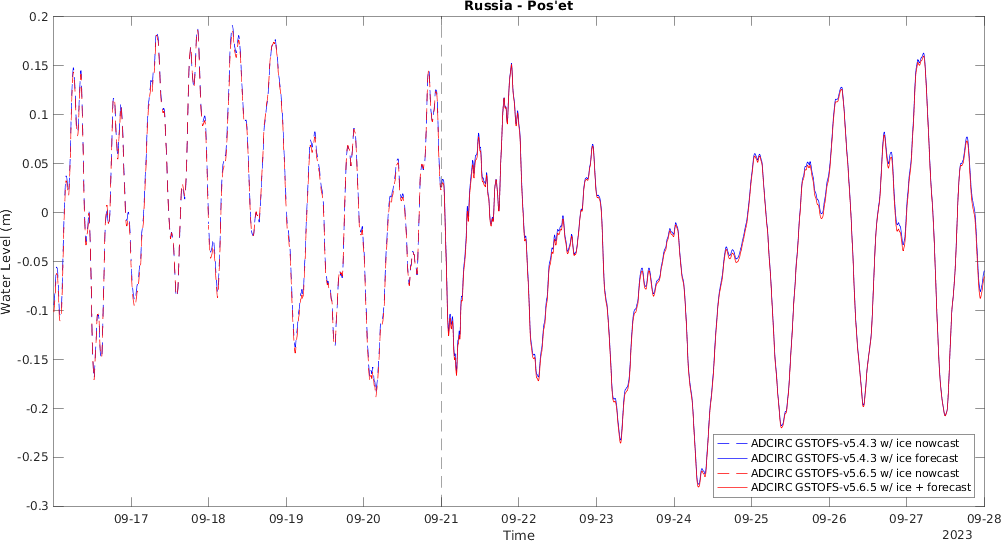 Russia - Pos'et
0.2
0.15
0.1
0.05
0
-0.05
-0.1
-0.15
-0.2
-0.25
-0.3
Water Level (m)
ADCIRC GSTOFS-v5.4.3 w/ ice nowcast
ADCIRC GSTOFS-v5.4.3 w/ ice forecast
ADCIRC GSTOFS-v5.6.5 w/ ice nowcast
ADCIRC GSTOFS-v5.6.5 w/ ice + forecast
09-17 09-18 09-19 09-20 09-21 09-22 09-23 09-24 09-25 09-26 09-27 09-28
Time
2023